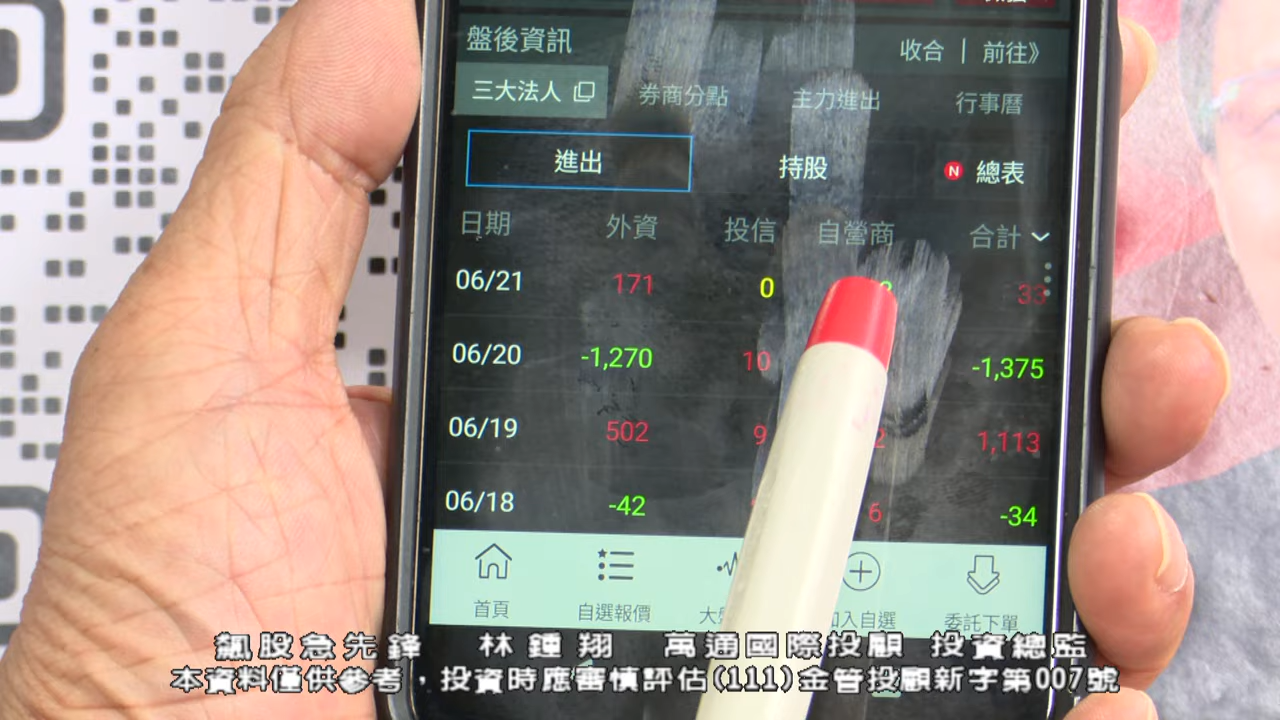 盤後資訊 收合 | 前往》
三大法人 券商分點 主力進出 行事曆
進出 持股 N 總表
日期 外資 投信 自營商 合計
06/21 171 0 33
06/20 -1,270 10 -1,375
06/19 502 9 2 1,113
06/18 -42 6 -34
首頁 自選報價 大 加入自選 委託下單
飆股急先鋒 林鍾翔 萬通國際投顧 投資總監
本資料僅供參考，投資時應審慎評估(111)金管投顧新字第007號